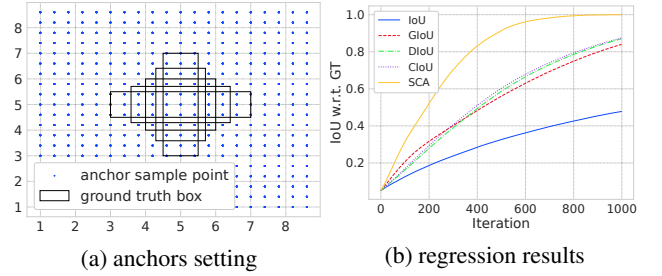 8
7
6
5
4
3
2
1
1 2 3 4 5 6 7 8
anchor sample point
ground truth box
(a) anchors setting
IoU w.r.t. GT
1.0
0.8
0.6
0.4
0.2
0 200 400 600 800 1000
Iteration
IoU
GIoU
DIoU
CIoU
SCA
(b) regression results